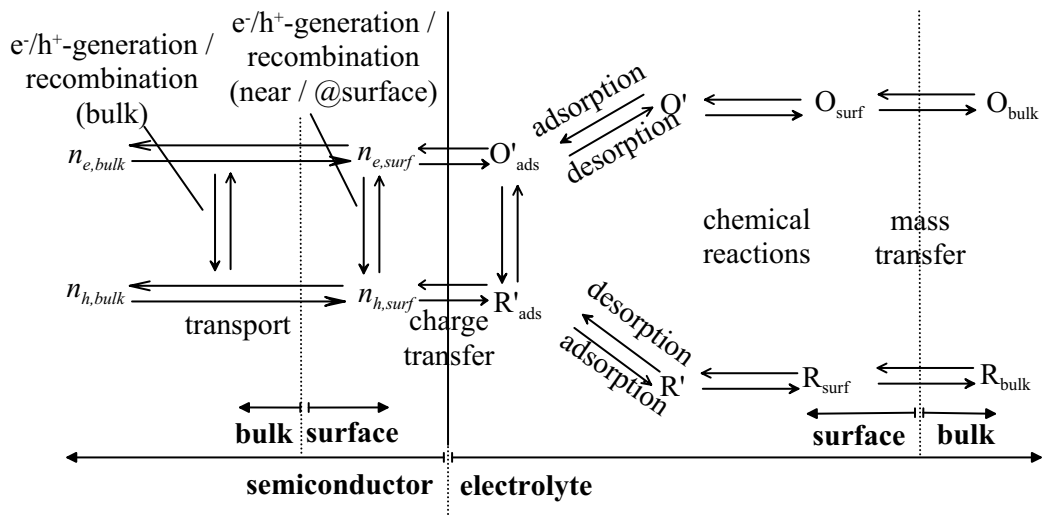 e⁻/h⁺-generation /
recombination
(bulk)
e⁻/h⁺-generation /
recombination
(near / @surface)
adsorption
desorption
O'
O_surf
O_bulk
n_e,bulk
n_e,surf
O'_ads
chemical
reactions
mass
transfer
n_h,bulk
n_h,surf
R'_ads
transport
charge
transfer
desorption
adsorption
R'
R_surf
R_bulk
bulk
surface
surface
bulk
semiconductor
electrolyte